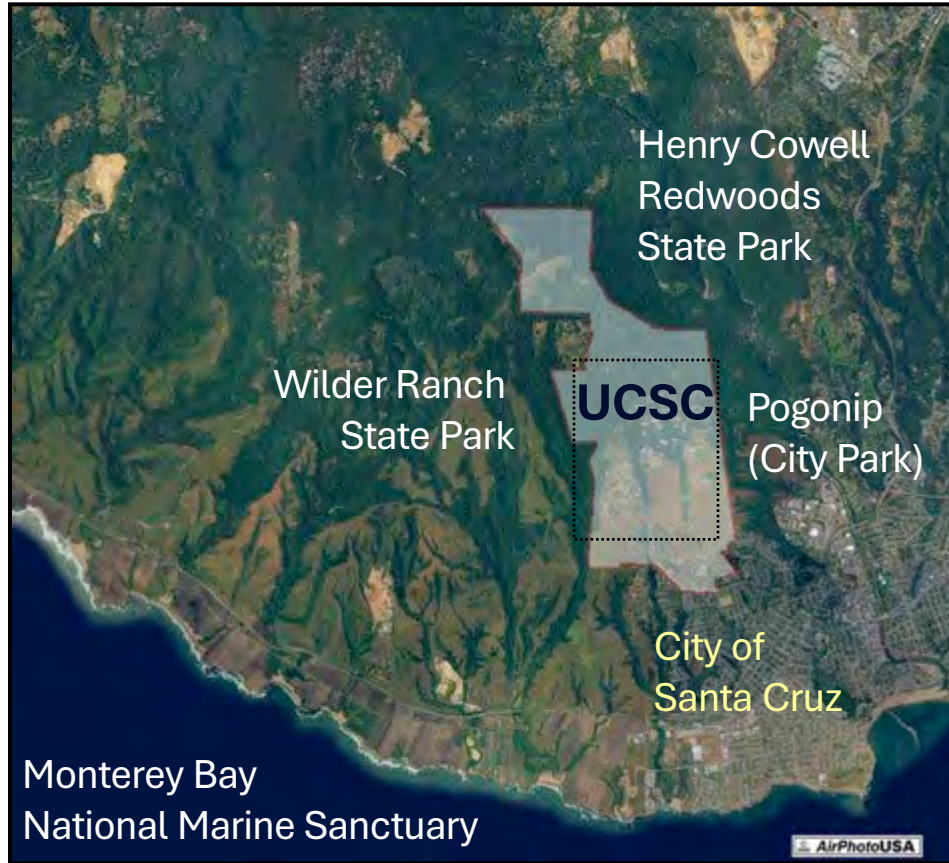 Henry Cowell
Redwoods
State Park
Wilder Ranch
State Park
UCSC
Pogonip
(City Park)
City of
Santa Cruz
Monterey Bay
National Marine Sanctuary
AirPhotoUSA